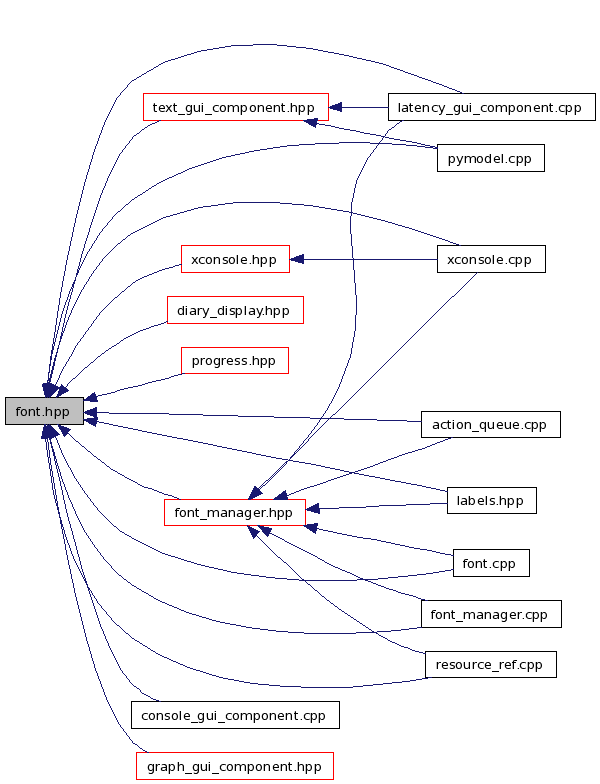 text_gui_component.hpp
latency_gui_component.cpp
pymodel.cpp
xconsole.hpp
xconsole.cpp
diary_display.hpp
progress.hpp
font.hpp
action_queue.cpp
labels.hpp
font_manager.hpp
font.cpp
font_manager.cpp
resource_ref.cpp
console_gui_component.cpp
graph_gui_component.hpp